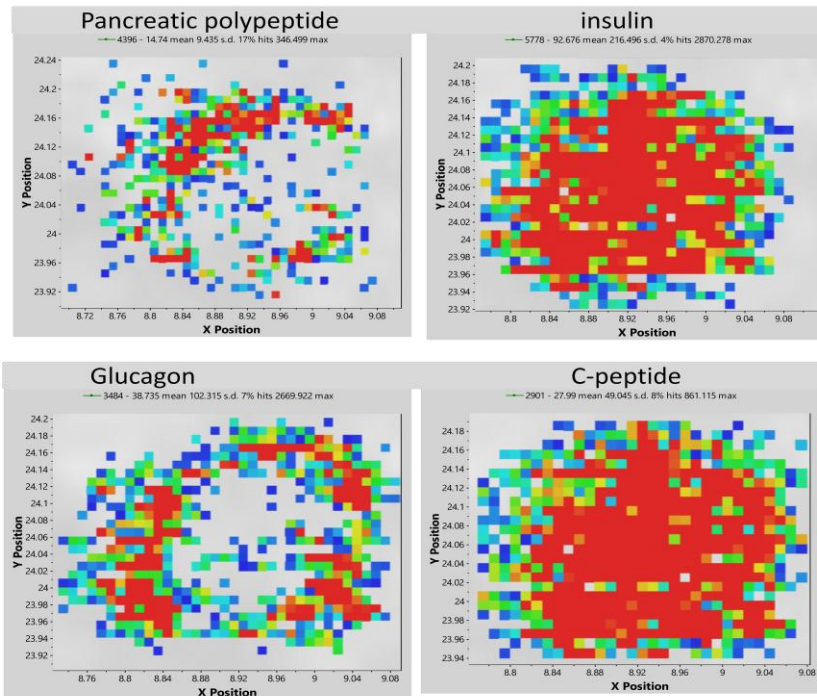 Pancreatic polypeptide
4396 - 14.74 mean 9.435 s.d. 17% hits 346.499 max
24.24
24.2
24.16
24.12
24.08
24.04
24
23.96
23.92
Y Position
8.72 8.76 8.8 8.84 8.88 8.92 8.96 9 9.04 9.08
X Position
insulin
5778 - 92.676 mean 216.496 s.d. 4% hits 2870.278 max
24.2
24.18
24.16
24.14
24.12
24.1
24.08
24.06
24.04
24.02
24
23.98
23.96
23.94
23.92
Y Position
8.8 8.84 8.88 8.92 8.96 9 9.04 9.08
X Position
Glucagon
3484 - 38.735 mean 102.315 s.d. 7% hits 2669.922 max
24.2
24.18
24.16
24.14
24.12
24.1
24.08
24.06
24.04
24.02
24
23.98
23.96
23.94
23.92
Y Position
8.76 8.8 8.84 8.88 8.92 8.96 9 9.04 9.08
X Position
C-peptide
2901 - 27.99 mean 49.045 s.d. 8% hits 861.115 max
24.18
24.16
24.14
24.12
24.1
24.08
24.06
24.04
24.02
24
23.98
23.96
23.94
Y Position
8.8 8.84 8.88 8.92 8.96 9 9.04 9.08
X Position